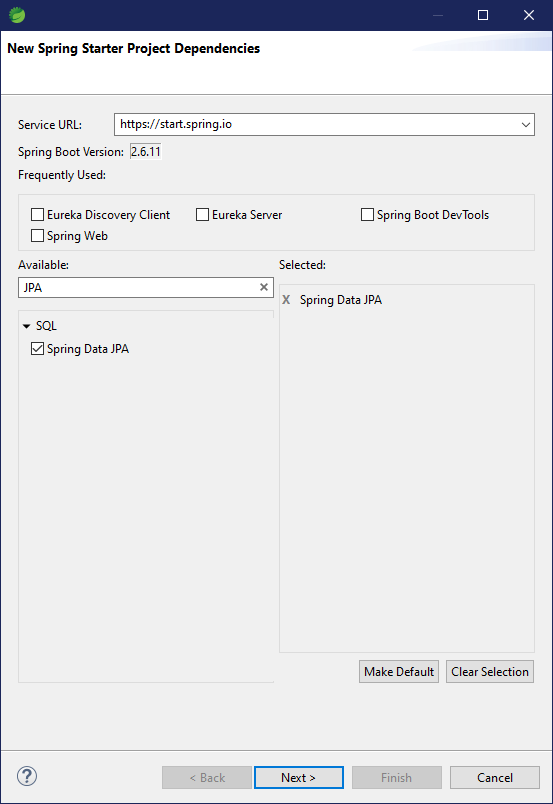 New Spring Starter Project Dependencies
Service URL: https://start.spring.io
Spring Boot Version: 2.6.11
Frequently Used:
Eureka Discovery Client Eureka Server Spring Boot DevTools
Spring Web
Available: Selected:
JPA
X Spring Data JPA
SQL
Spring Data JPA
Make Default Clear Selection
? < Back Next > Finish Cancel